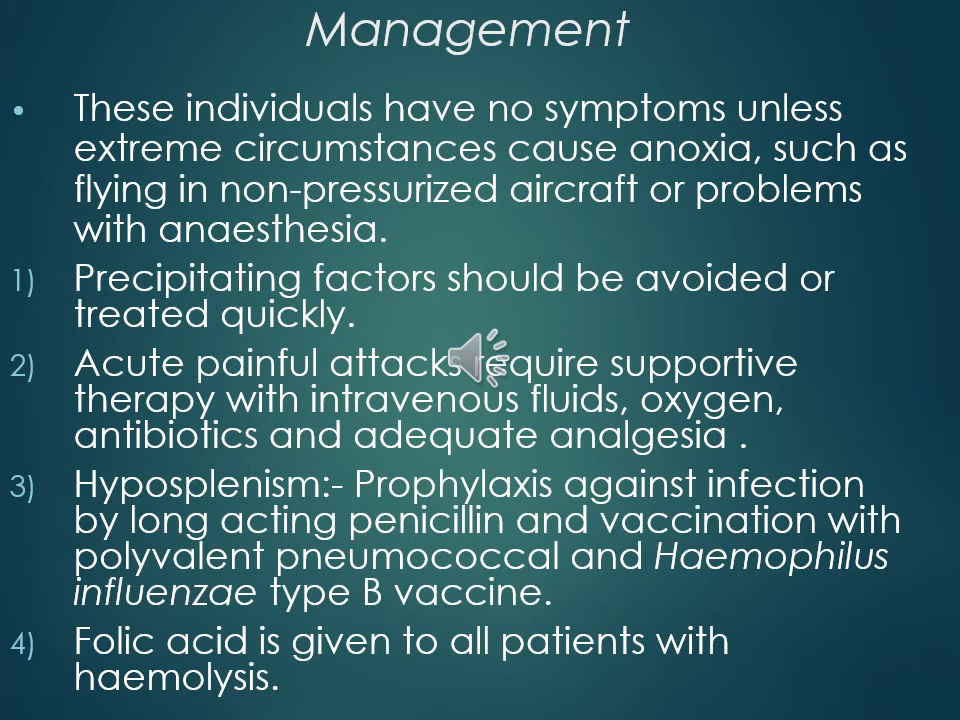 Management
• These individuals have no symptoms unless
extreme circumstances cause anoxia, such as
flying in non-pressurized aircraft or problems
with anaesthesia.
1) Precipitating factors should be avoided or
treated quickly.
2) Acute painful attacks require supportive
therapy with intravenous fluids, oxygen,
antibiotics and adequate analgesia .
3) Hyposplenism:- Prophylaxis against infection
by long acting penicillin and vaccination with
polyvalent pneumococcal and Haemophilus
influenzae type B vaccine.
4) Folic acid is given to all patients with
haemolysis.